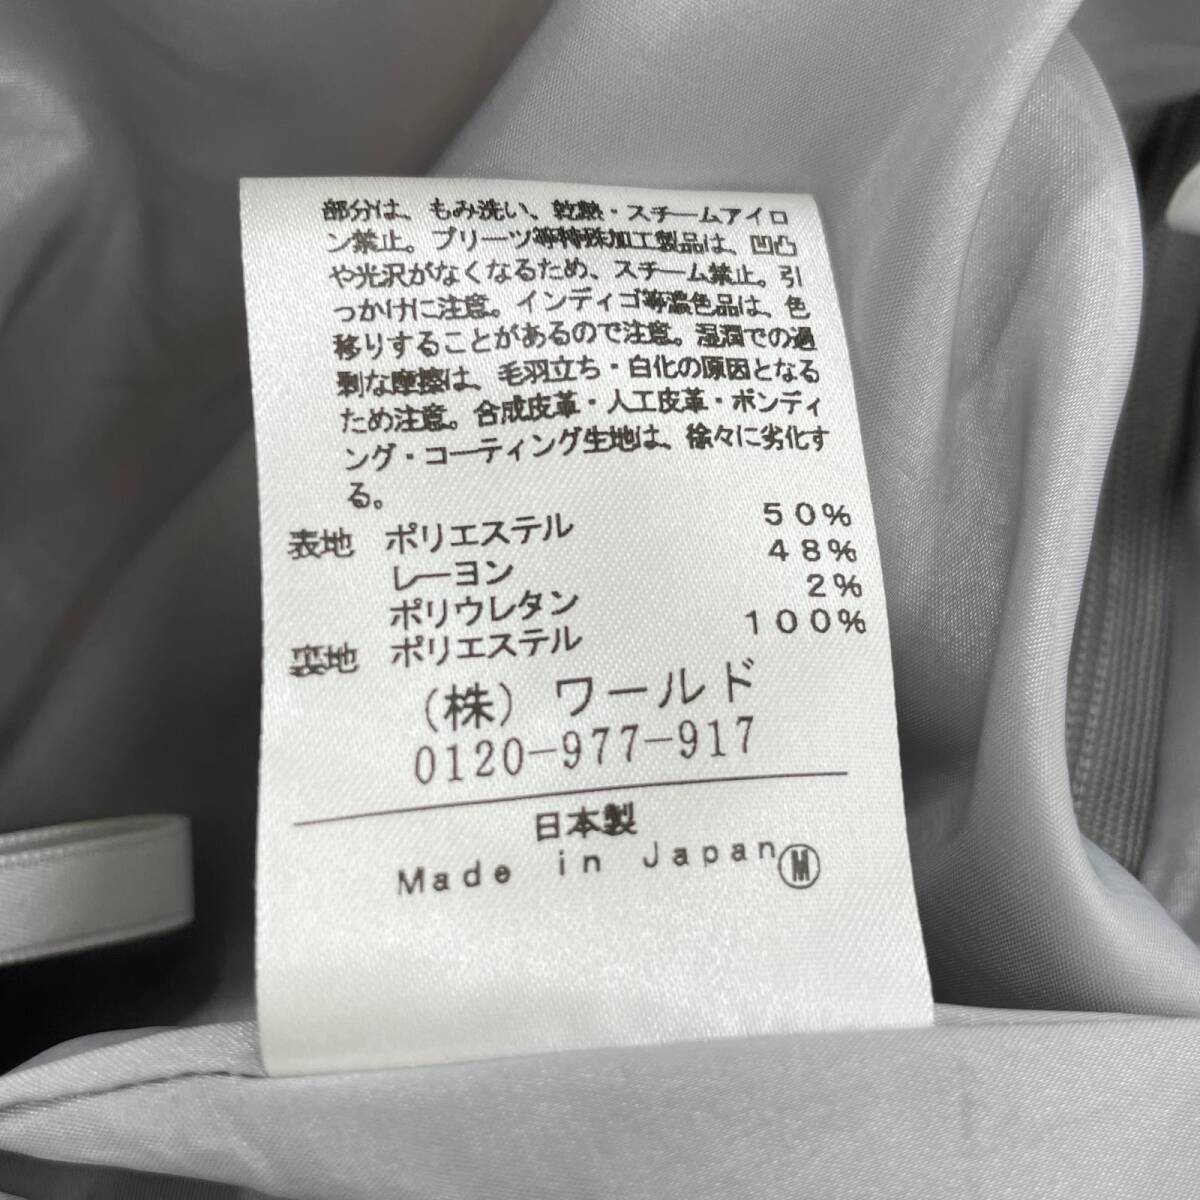 部分は、もみ洗い、乾熱・スチームアイロ
ン禁止。プリーツ等特殊加工製品は、凹凸
や光沢がなくなるため、スチーム禁止。引
っかけに注意。インディゴ等濃色品は、色
移りすることがあるので注意。湿潤での過
剰な摩擦は、毛羽立ち・白化の原因となる
ため注意。合成皮革・人工皮革・ボンディ
ング・コーティング生地は、徐々に劣化す
る。
表地 ポリエステル 50%
レーヨン 48%
ポリウレタン 2%
裏地 ポリエステル 100%
(株) ワールド
0120-977-917
日本製
Made in Japan Ⓜ